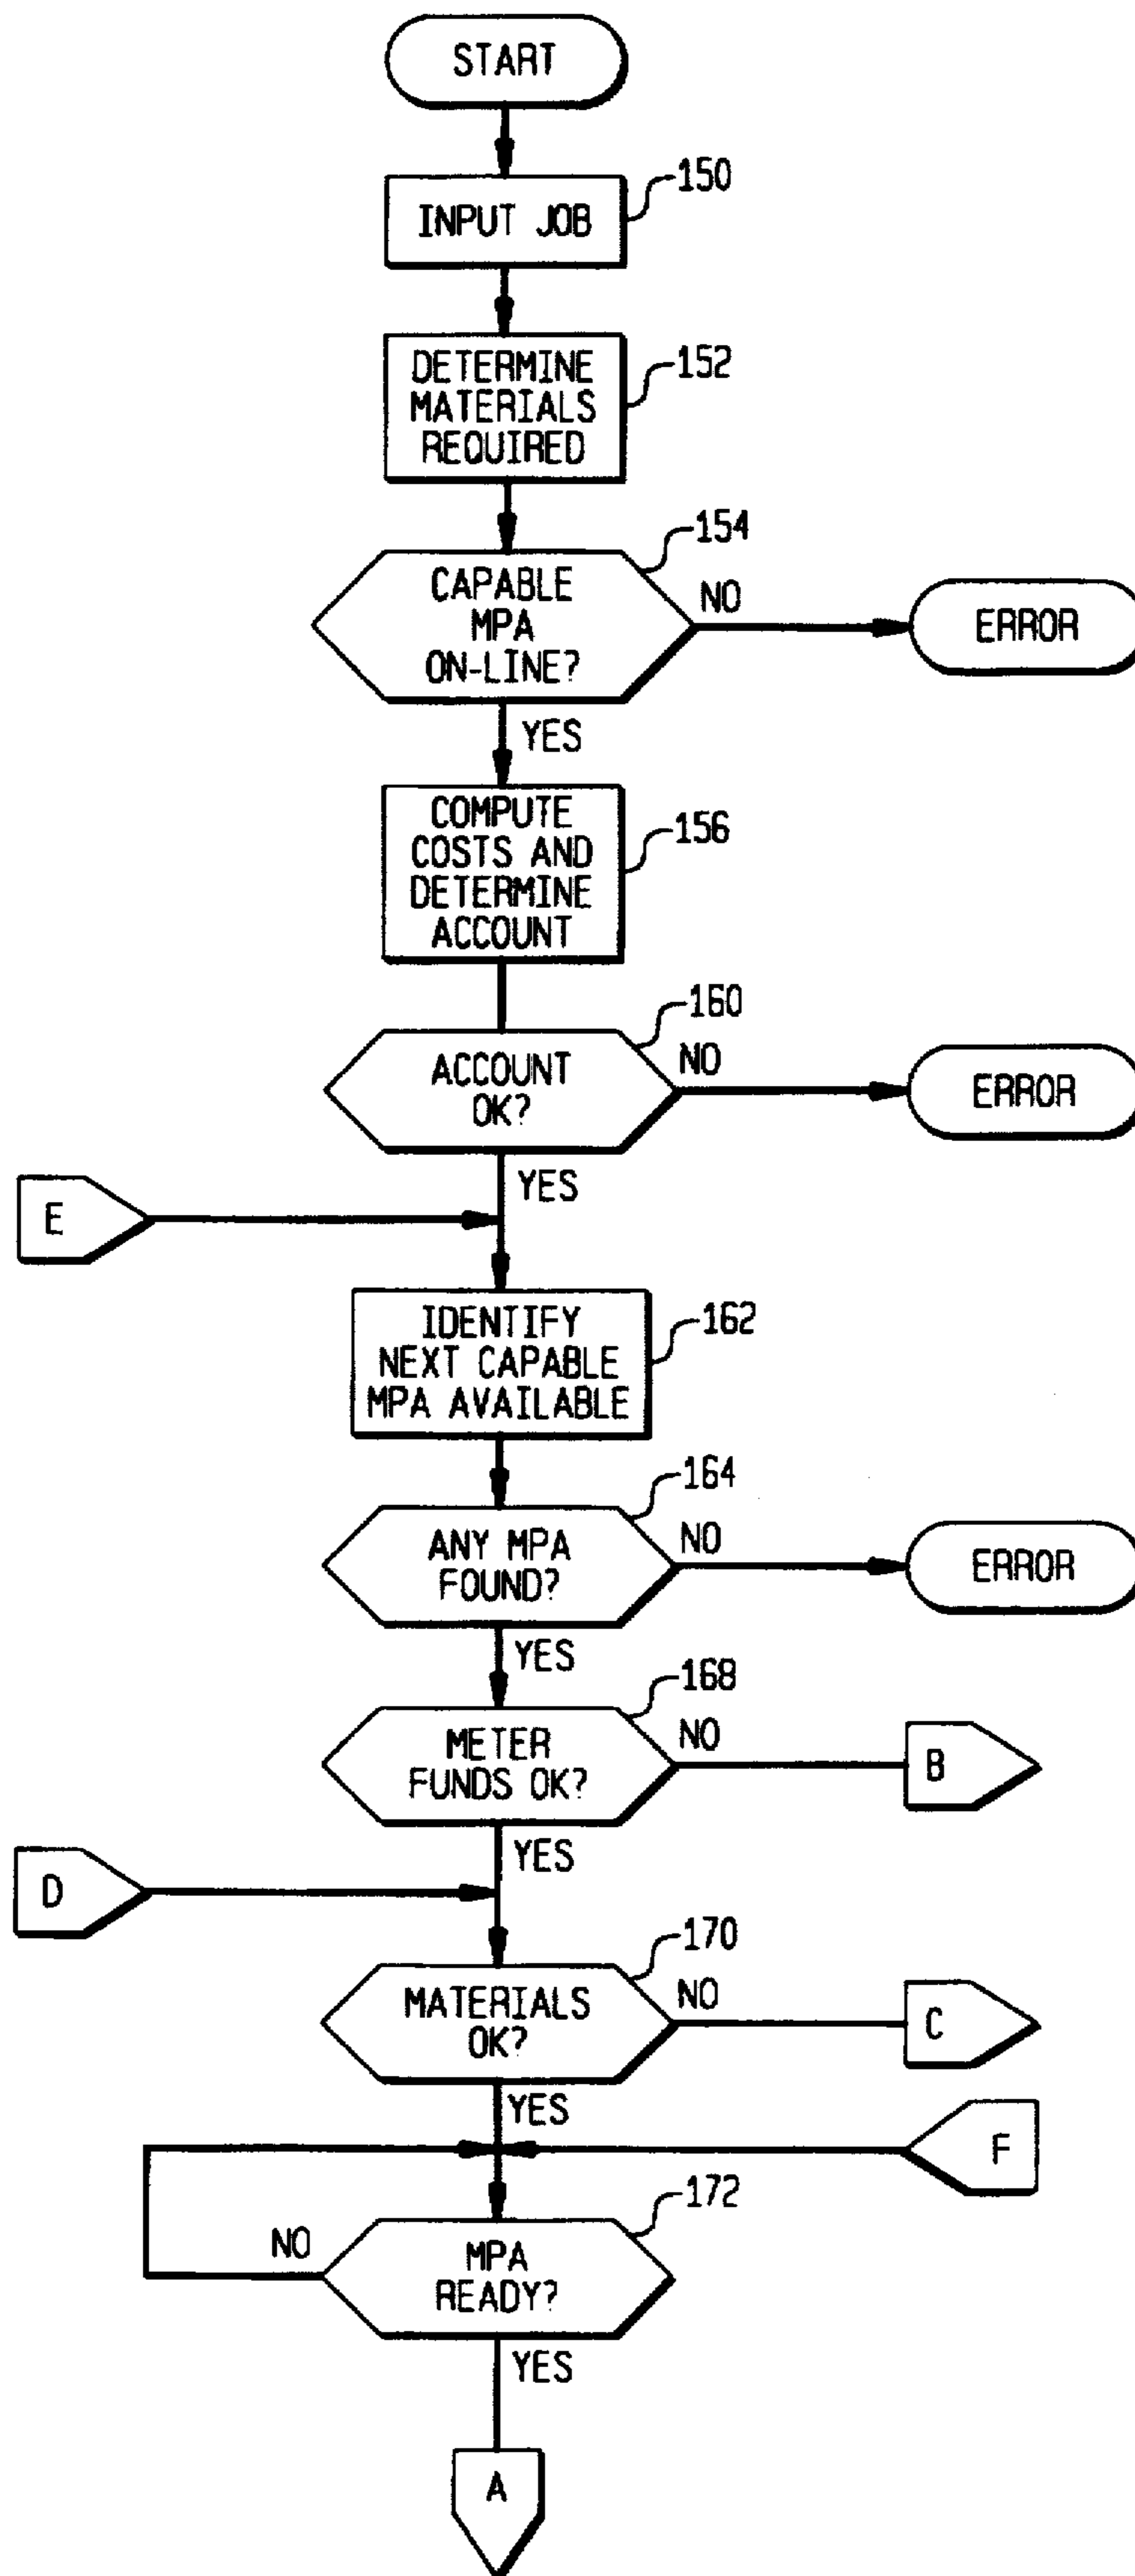 START
150
INPUT JOB
152
DETERMINE
MATERIALS
REQUIRED
154
CAPABLE
MPA
ON-LINE?
NO
ERROR
YES
COMPUTE
COSTS AND
DETERMINE
ACCOUNT
156
160
ACCOUNT
OK?
NO
ERROR
YES
E
IDENTIFY
NEXT CAPABLE
MPA AVAILABLE
162
164
ANY MPA
FOUND?
NO
ERROR
YES
168
METER
FUNDS OK?
NO
B
YES
D
170
MATERIALS
OK?
NO
C
YES
F
172
NO
MPA
READY?
YES
A